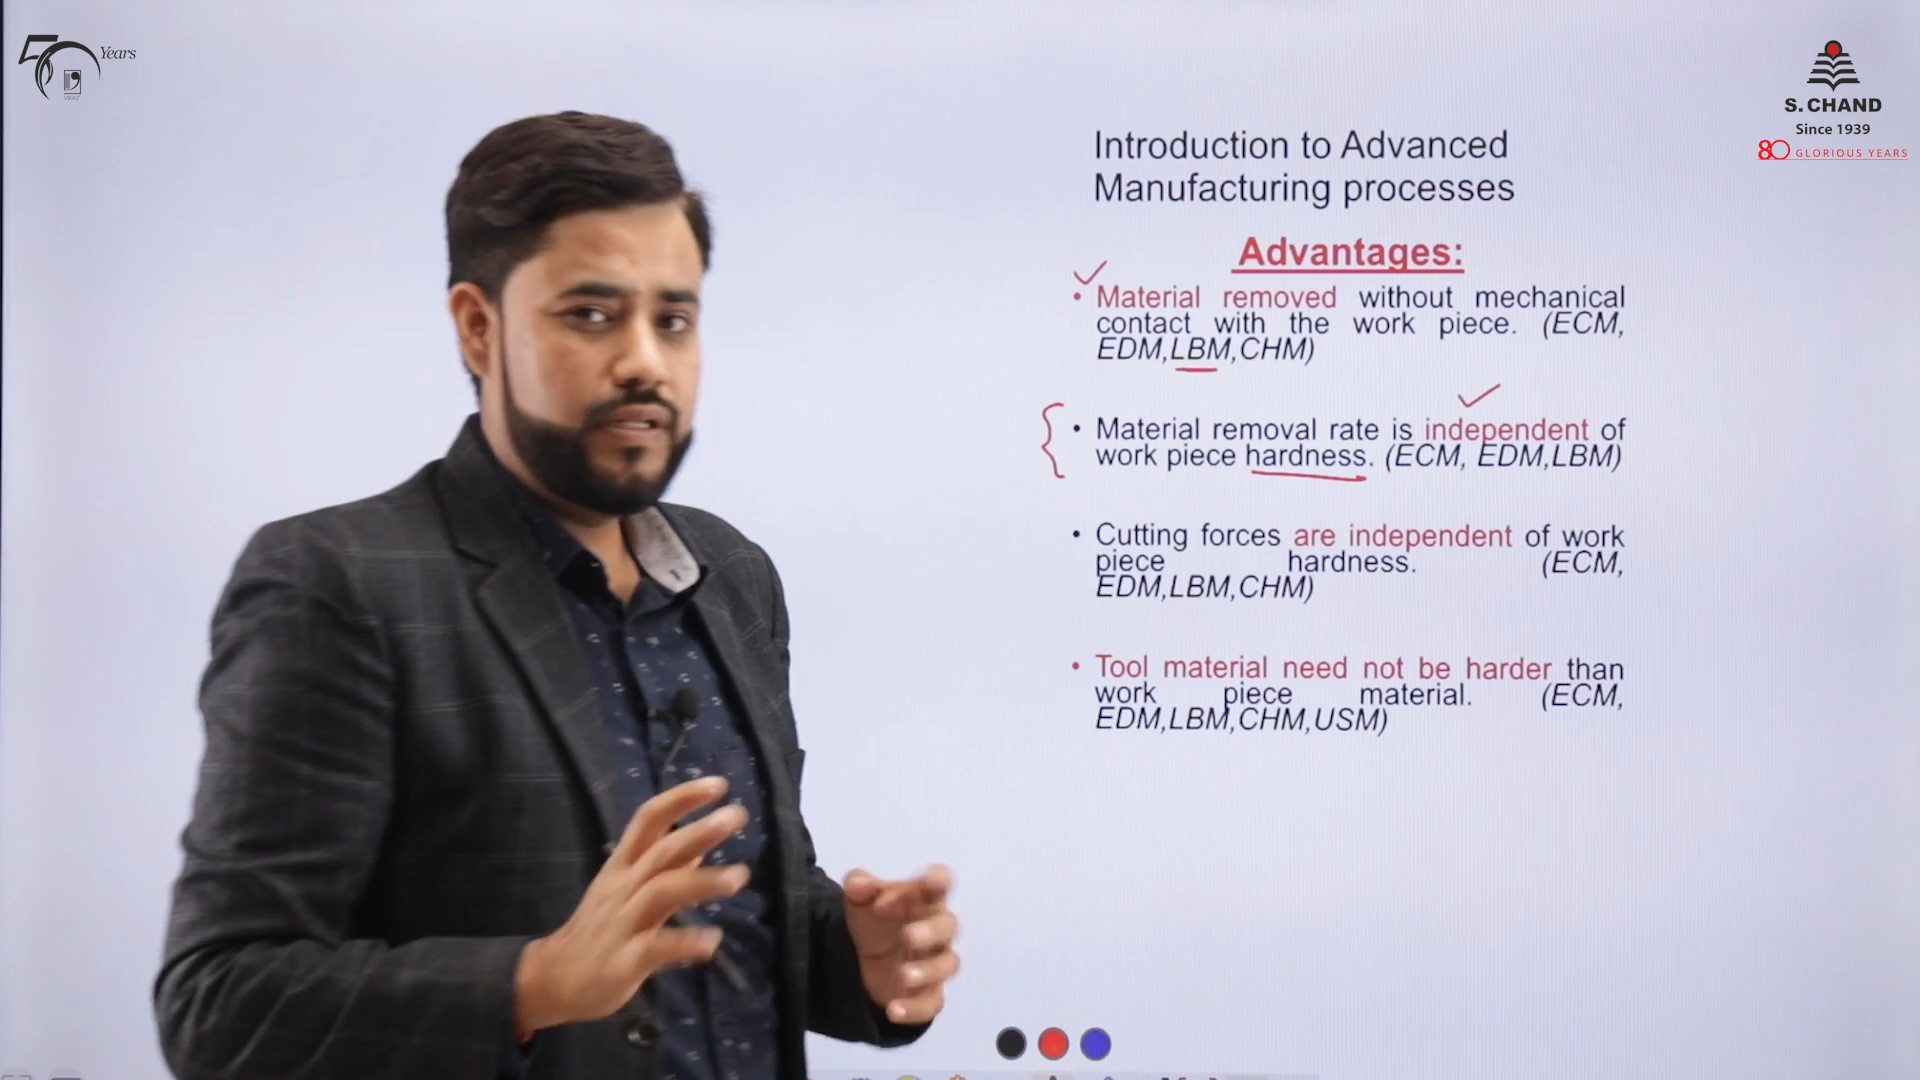 50 Years
VIKAS
S. CHAND
Since 1939
80 GLORIOUS YEARS
Introduction to Advanced
Manufacturing processes
Advantages:
• Material removed without mechanical
contact with the work piece. (ECM,
EDM,LBM,CHM)
• Material removal rate is independent of
work piece hardness. (ECM, EDM,LBM)
• Cutting forces are independent of work
piece hardness. (ECM,
EDM,LBM,CHM)
• Tool material need not be harder than
work piece material. (ECM,
EDM,LBM,CHM,USM)